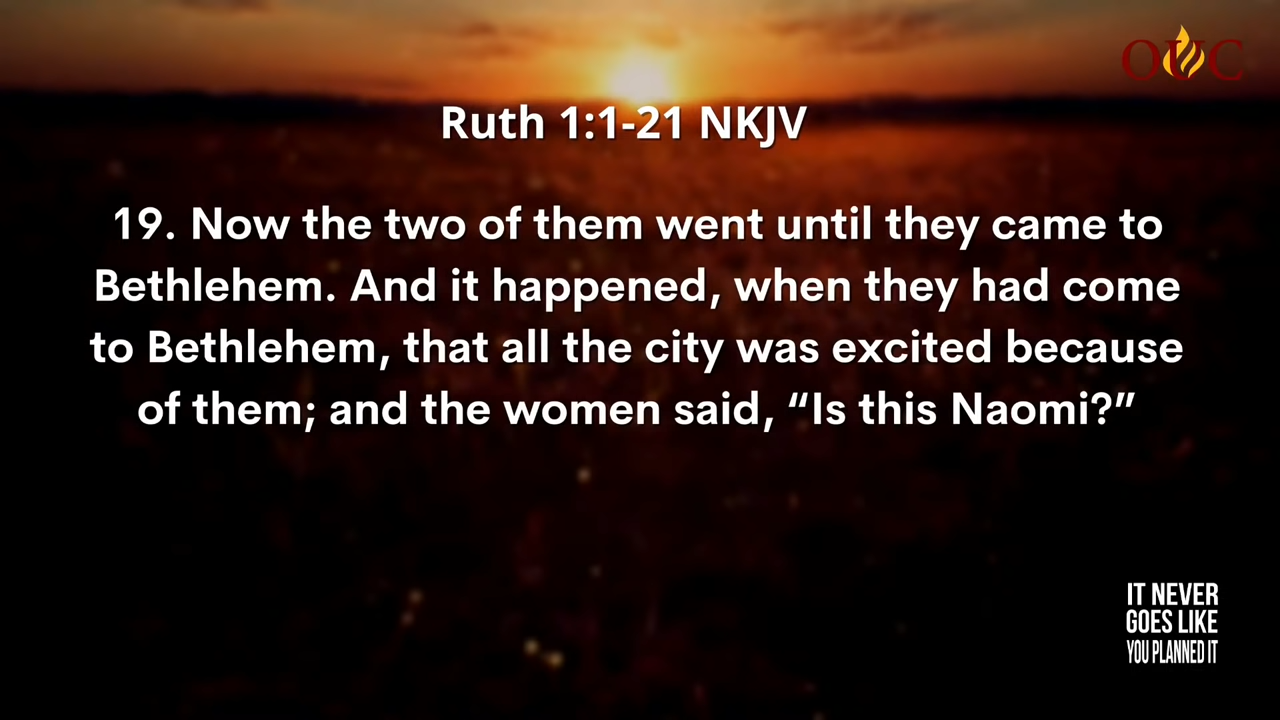 OUC
Ruth 1:1-21 NKJV
19. Now the two of them went until they came to
Bethlehem. And it happened, when they had come
to Bethlehem, that all the city was excited because
of them; and the women said, “Is this Naomi?”
IT NEVER
GOES LIKE
YOU PLANNED IT